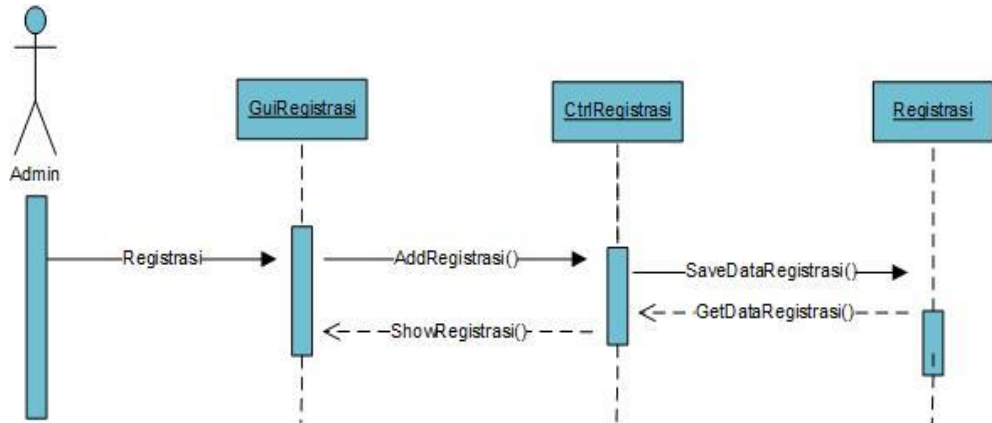 GuiRegistrasi
CtrlRegistrasi
Registrasi
Admin
Registrasi
AddRegistrasi()
SaveDataRegistrasi()
GetDataRegistrasi()
ShowRegistrasi()